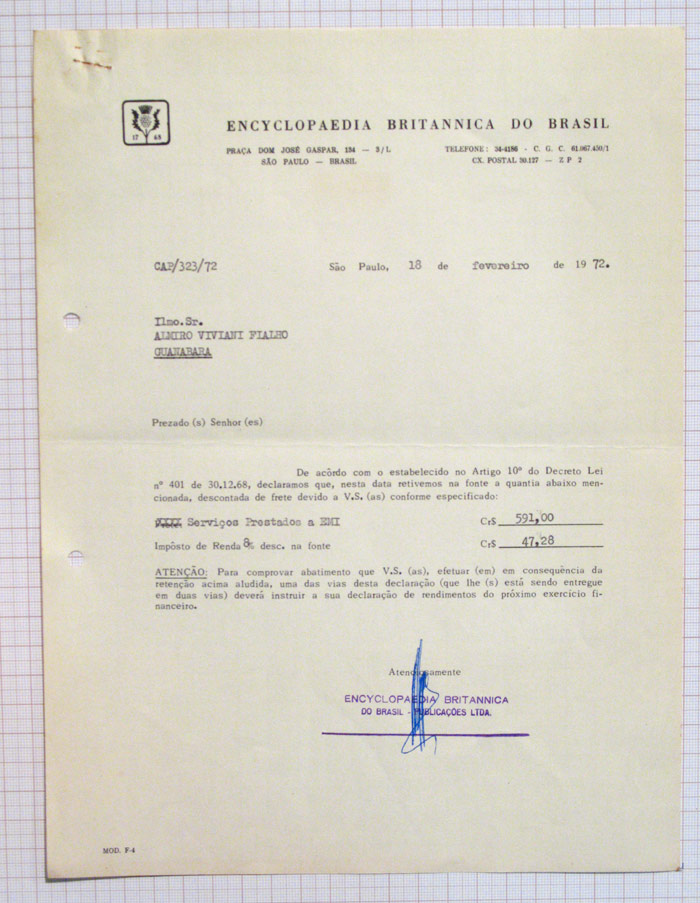 17 68
ENCYCLOPAEDIA BRITANNICA DO BRASIL
PRAÇA DOM JOSÉ GASPAR, 134 — 3/L
SÃO PAULO — BRASIL
TELEFONE: 34-4186 - C. G. C. 61.067.450/1
CX. POSTAL 30.127 — Z P 2
CAP/323/72
São Paulo, 18 de fevereiro de 1972.
Ilmo.Sr.
ALMIRO VIVIANI FIALHO
GUANABARA
Prezado (s) Senhor (es)
De acôrdo com o estabelecido no Artigo 10º do Decreto Lei
nº 401 de 30.12.68, declaramos que, nesta data retivemos na fonte a quantia abaixo men-
cionada, descontada de frete devido a V.S. (as) conforme especificado:
Serviços Prestados a EMI Cr$ 591,00
Impôsto de Renda 8% desc. na fonte Cr$ 47,28
ATENÇÃO: Para comprovar abatimento que V.S. (as), efetuar (em) em consequência da
retenção acima aludida, uma das vias desta declaração (que lhe (s) está sendo entregue
em duas vias) deverá instruir a sua declaração de rendimentos do próximo exercício fi-
nanceiro.
Atenciosamente
ENCYCLOPAEDIA BRITANNICA
DO BRASIL - PUBLICAÇÕES LTDA.
MOD. F-4